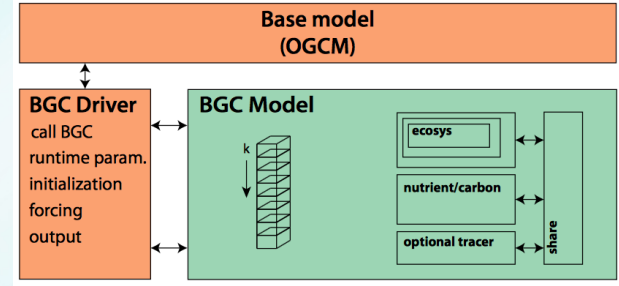 Base model
(OGCM)
BGC Driver
call BGC
runtime param.
initialization
forcing
output
BGC Model
k
ecosys
nutrient/carbon
optional tracer
share